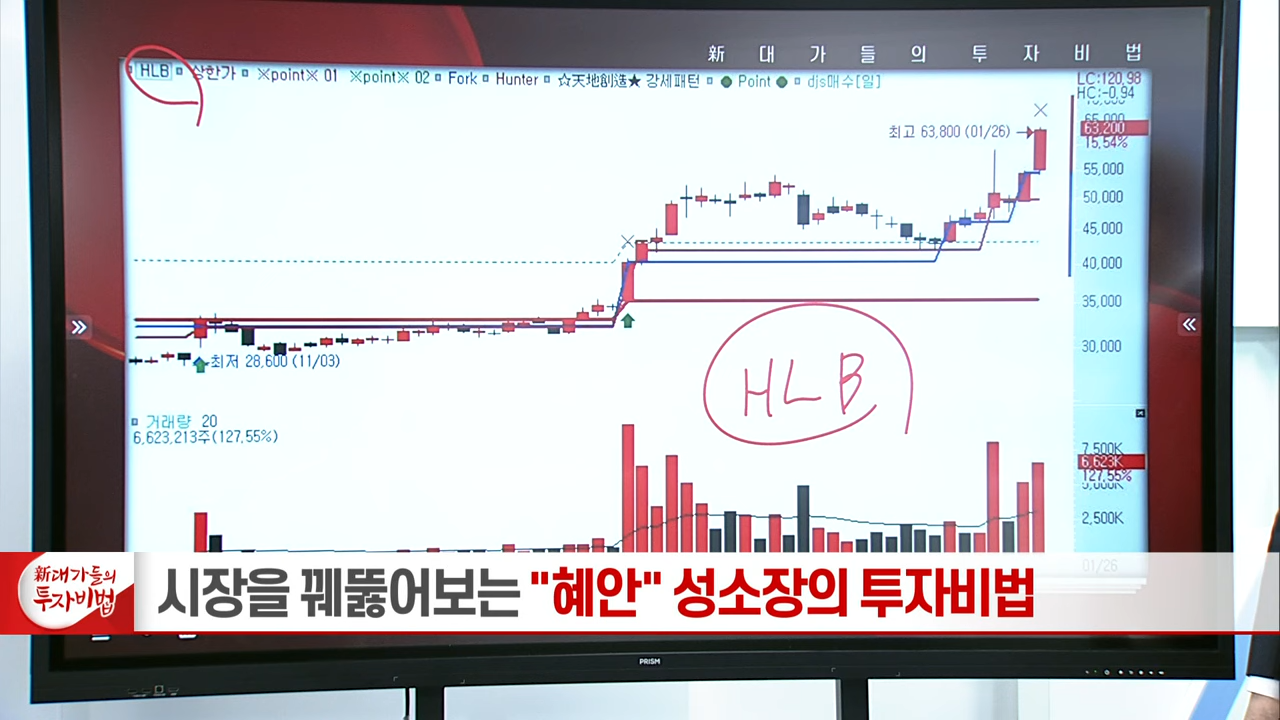 新 대 가 들 의 투 자 비 법
HLB 상한가 ※point※ 01 ※point※ 02 Fork Hunter ☆天地創造★ 강세패턴 Point djs매수[일]
LC:120,98
HC:-0,94
65,000
최고 63,800 (01/26)
63,200
15,54%
55,000
50,000
45,000
40,000
35,000
30,000
최저 28,600 (11/03)
HLB
거래량 20
6,623,213주(127,55%)
7,500K
6,623K
127,55%
5,000K
2,500K
01/26
新대가들의
투자비법
시장을 꿰뚫어보는 "혜안" 성소장의 투자비법
PRISM